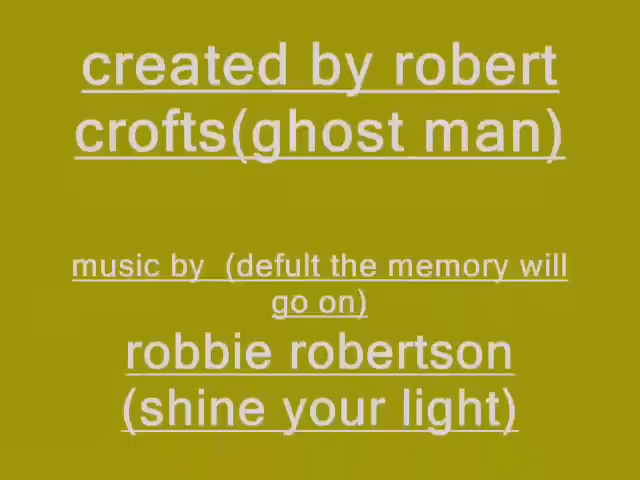 created by robert
crofts(ghost man)
music by  (defult the memory will
go on)
robbie robertson
(shine your light)